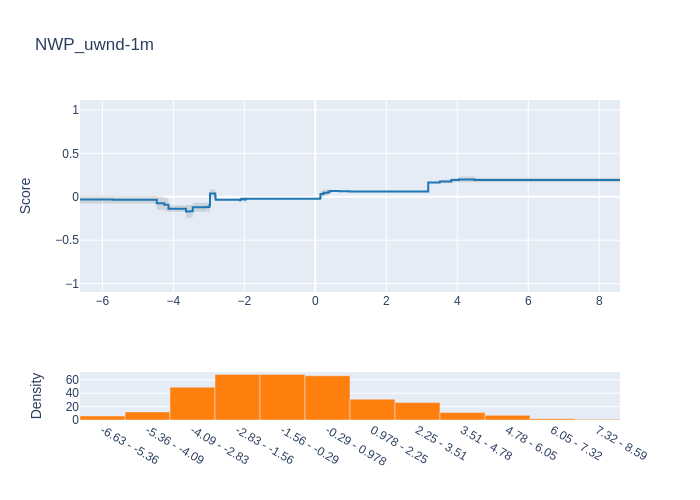 NWP_uwnd-1m
Score
1
0.5
0
−0.5
−1
−6
−4
−2
0
2
4
6
8
Density
60
40
20
0
-6.63 - -5.36
-5.36 - -4.09
-4.09 - -2.83
-2.83 - -1.56
-1.56 - -0.29
-0.29 - 0.978
0.978 - 2.25
2.25 - 3.51
3.51 - 4.78
4.78 - 6.05
6.05 - 7.32
7.32 - 8.59